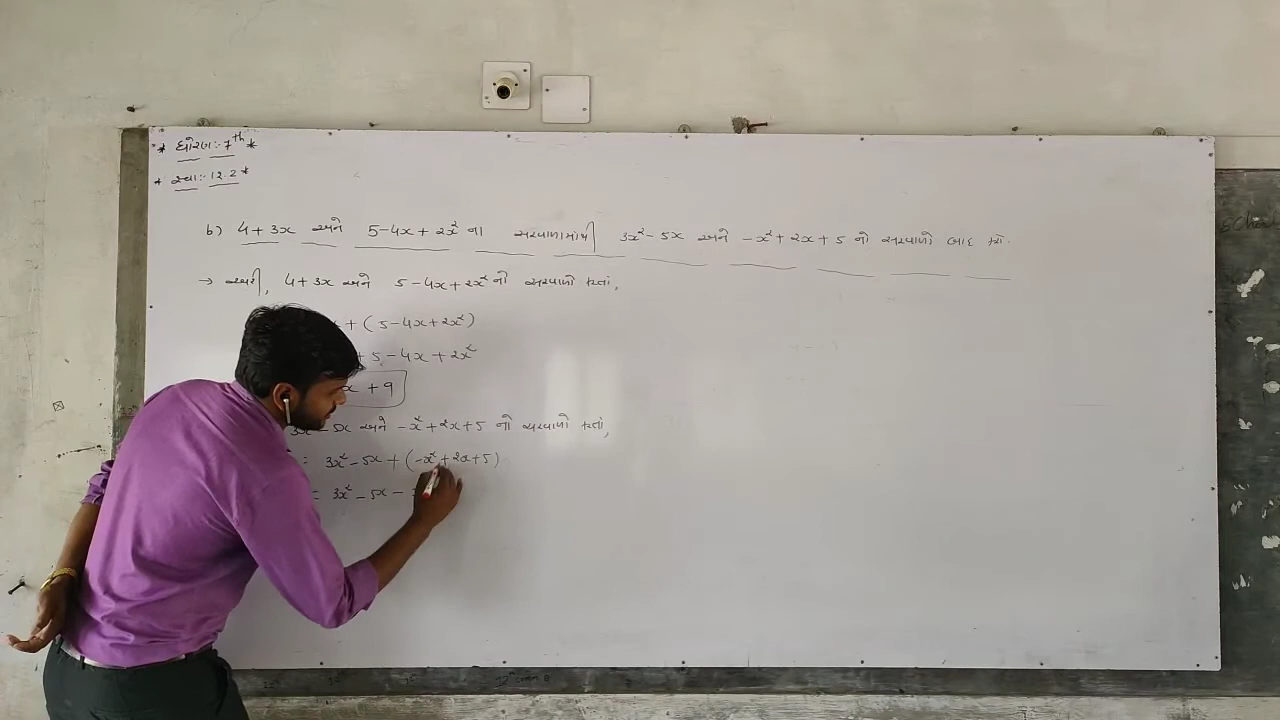 * ધોરણ:- 7th *
* સ્વા:- 12.2 *
b) 4 + 3x અને 5 - 4x + 2x² ના સરવાળામાંથી 3x² - 5x અને -x² + 2x + 5 નો સરવાળો બાદ કરો.
→ અહીં, 4 + 3x અને 5 - 4x + 2x² નો સરવાળો કરતાં,
x + (5 - 4x + 2x²)
+ 5 - 4x + 2x²
x + 9
3x² - 5x અને -x² + 2x + 5 નો સરવાળો કરતાં,
= 3x² - 5x + (-x² + 2x + 5)
= 3x² - 5x -